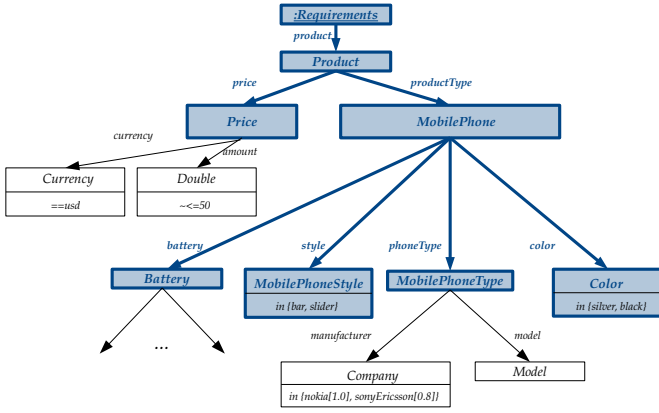 :Requirements
product
Product
price
productType
Price
MobilePhone
currency
amount
Currency
==usd
Double
~<=50
battery
style
phoneType
color
Battery
MobilePhoneStyle
in {bar, slider}
MobilePhoneType
Color
in {silver, black}
...
manufacturer
model
Company
in {nokia[1.0], sonyEricsson[0.8]}
Model